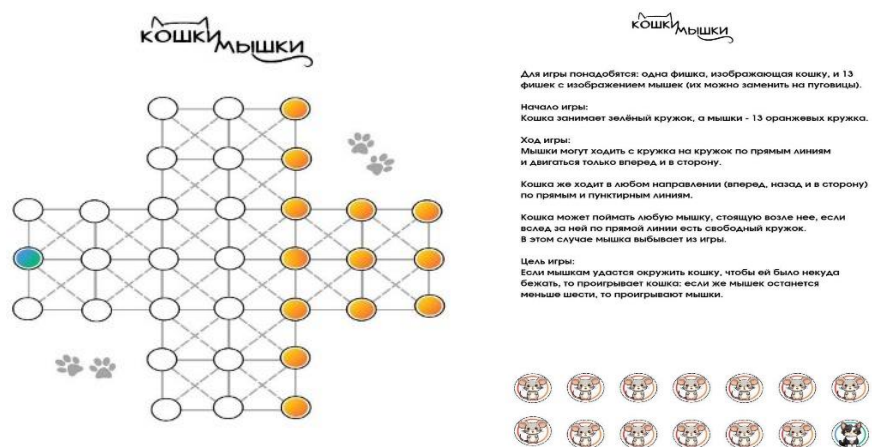 КОШКИ МЫШКИ
КОШКИ МЫШКИ
Для игры понадобятся: одна фишка, изображающая кошку, и 13
фишек с изображением мышек (их можно заменить на пуговицы).
Начало игры:
Кошка занимает зелёный кружок, а мышки - 13 оранжевых кружка.
Ход игры:
Мышки могут ходить с кружка на кружок по прямым линиям
и двигаться только вперед и в сторону.
Кошка же ходит в любом направлении (вперед, назад и в сторону)
по прямым и пунктирным линиям.
Кошка может поймать любую мышку, стоящую возле нее, если
вслед за ней по прямой линии есть свободный кружок.
В этом случае мышка выбывает из игры.
Цель игры:
Если мышкам удастся окружить кошку, чтобы ей было некуда
бежать, то проигрывает кошка: если же мышек останется
меньше шести, то проигрывают мышки.